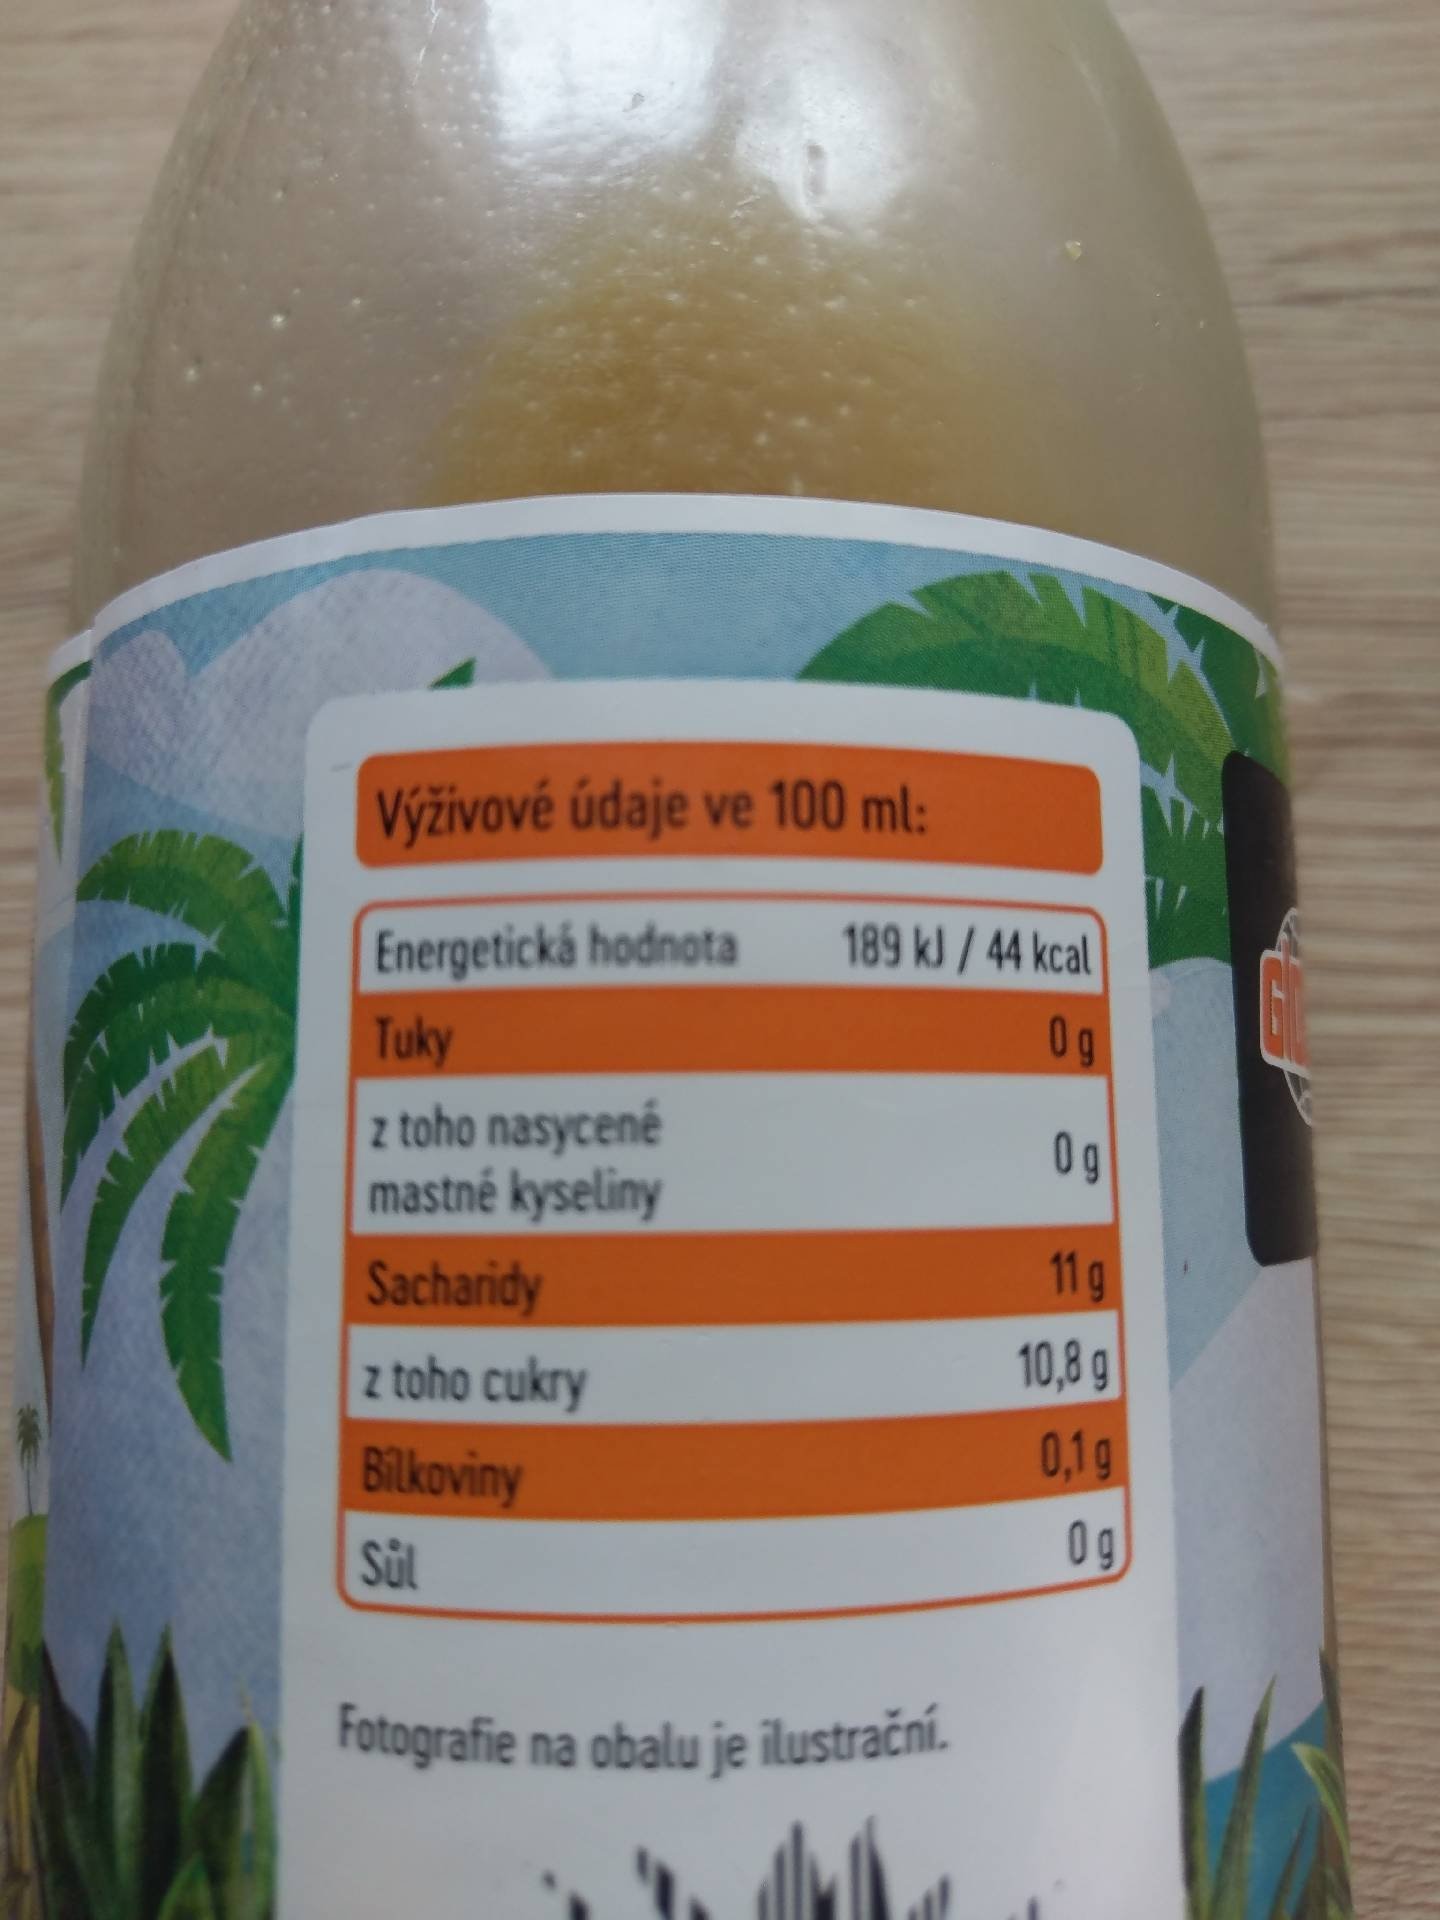 Výživové údaje ve 100 ml:
Energetická hodnota 189 kJ / 44 kcal
Tuky 0 g
z toho nasycené
mastné kyseliny 0 g
Sacharidy 11 g
z toho cukry 10,8 g
Bílkoviny 0,1 g
Sůl 0 g
Fotografie na obalu je ilustrační.